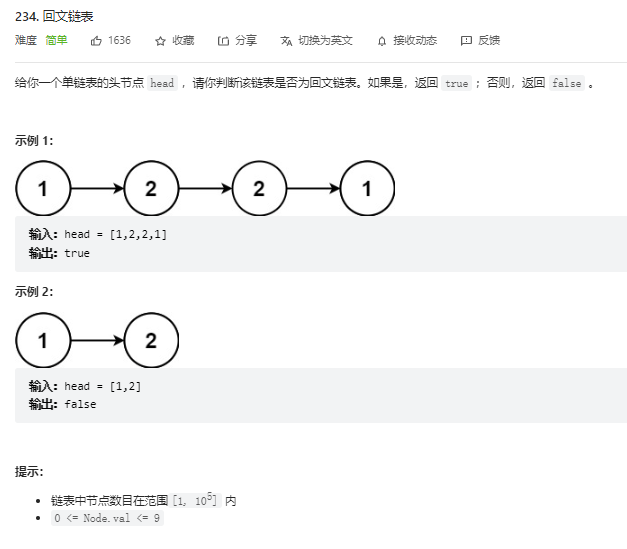 234. 回文链表
难度 简单 1636 收藏 分享 切换为英文 接收动态 反馈
给你一个单链表的头节点 head ，请你判断该链表是否为回文链表。如果是，返回 true ；否则，返回 false 。
示例 1：
1 2 2 1
输入：head = [1,2,2,1]
输出：true
示例 2：
1 2
输入：head = [1,2]
输出：false
提示：
链表中节点数目在范围[1, 10⁵] 内
0 <= Node.val <= 9